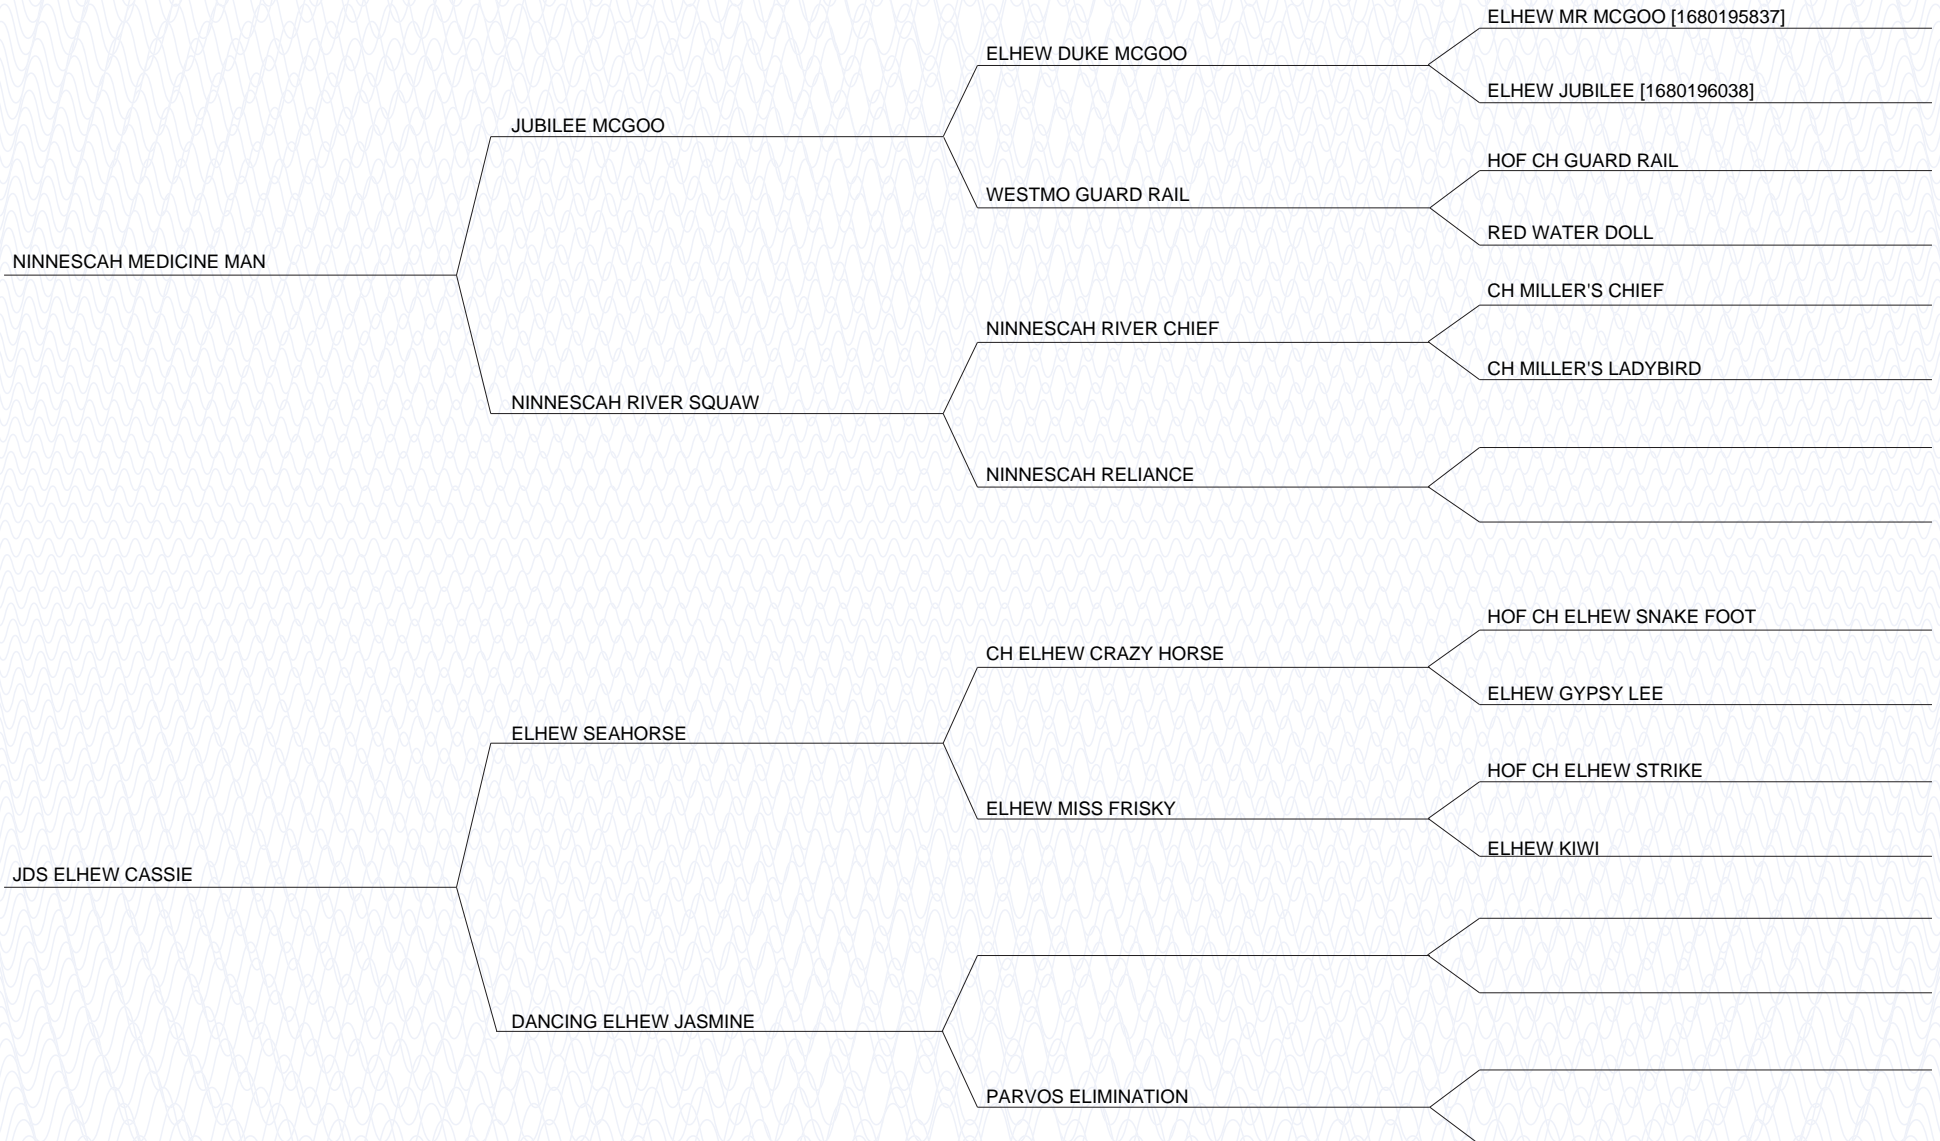 ELHEW MR MCGOO [1680195837]
ELHEW DUKE MCGOO
ELHEW JUBILEE [1680196038]
JUBILEE MCGOO
HOF CH GUARD RAIL
WESTMO GUARD RAIL
RED WATER DOLL
NINNESCAH MEDICINE MAN
CH MILLER'S CHIEF
NINNESCAH RIVER CHIEF
CH MILLER'S LADYBIRD
NINNESCAH RIVER SQUAW
NINNESCAH RELIANCE
HOF CH ELHEW SNAKE FOOT
CH ELHEW CRAZY HORSE
ELHEW GYPSY LEE
ELHEW SEAHORSE
HOF CH ELHEW STRIKE
ELHEW MISS FRISKY
ELHEW KIWI
JDS ELHEW CASSIE
DANCING ELHEW JASMINE
PARVOS ELIMINATION